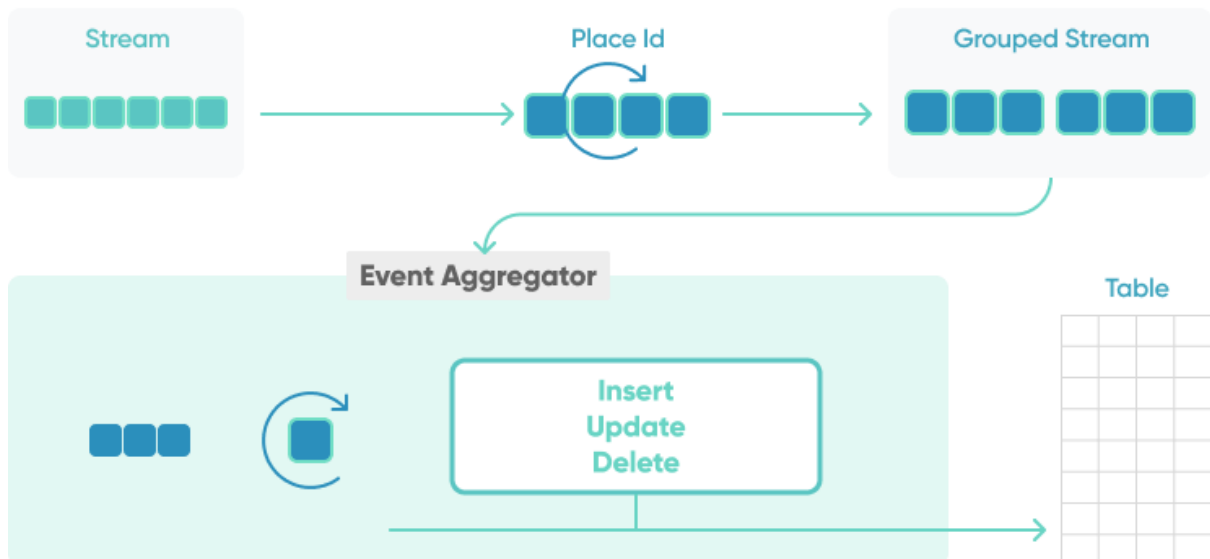 Stream
Place Id
Grouped Stream
Event Aggregator
Table
Insert
Update
Delete